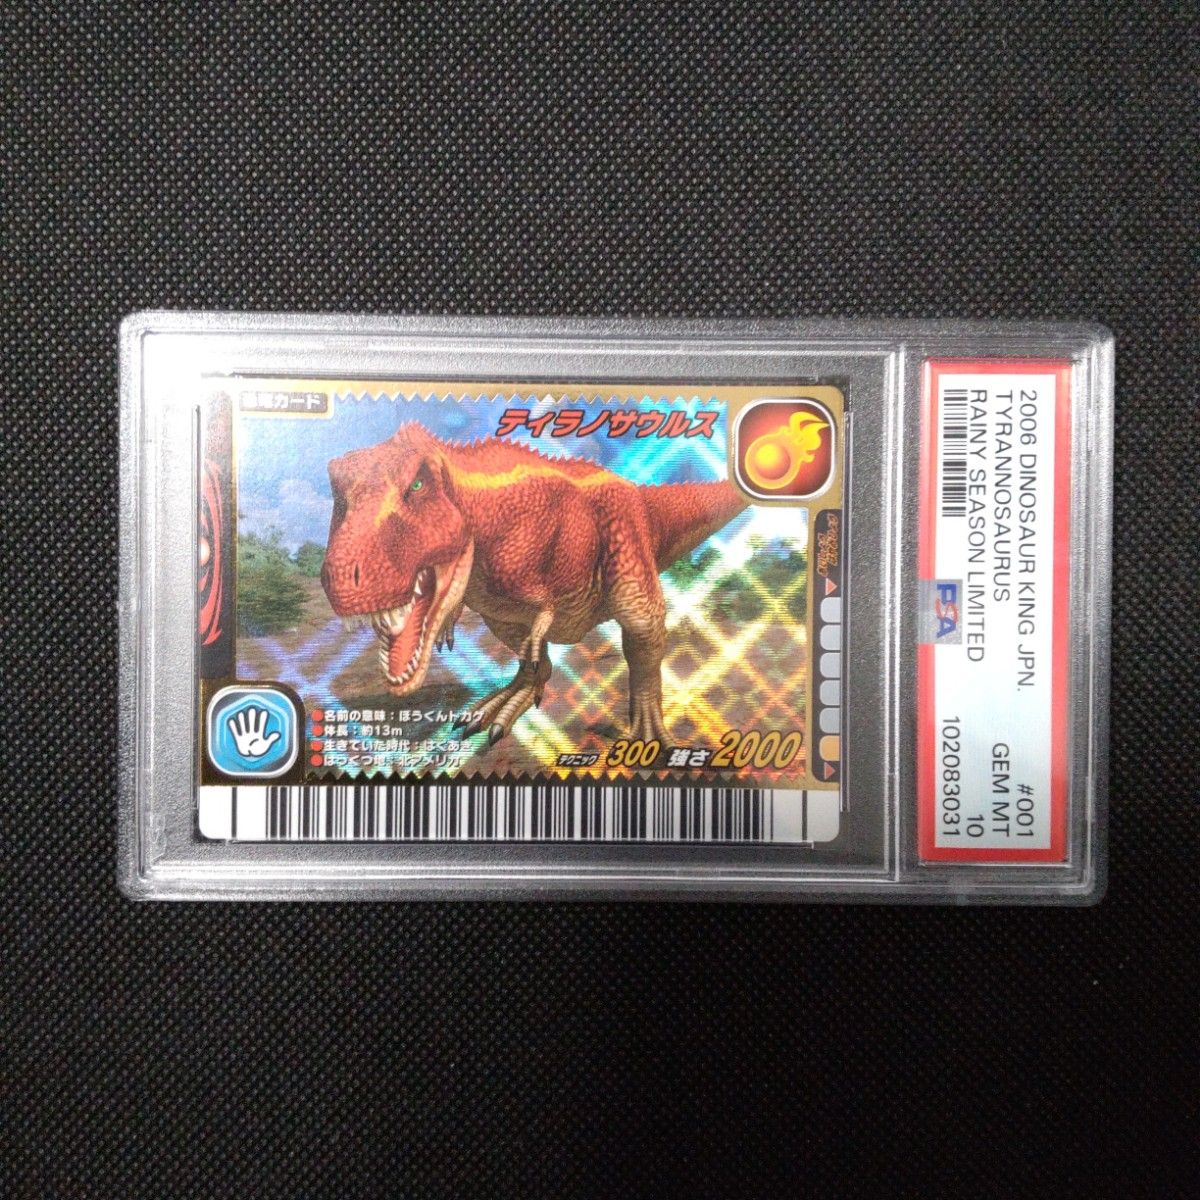 恐竜カード
ティラノサウルス
●名前の意味:ぼうくんトカゲ
●体長:約13m
●生きていた時代:はくあき
●はっくつ地:北アメリカ
テクニック 300 強さ 2000
2006 DINOSAUR KING JPN. #001
TYRANNOSAURUS GEM MT
RAINY SEASON LIMITED 10
PSA 102083031